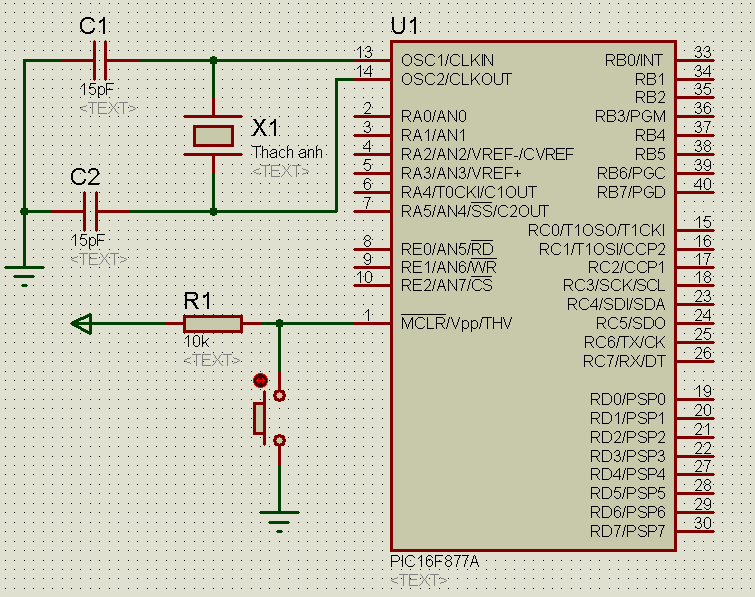 C1
15pF
<TEXT>
C2
15pF
<TEXT>
X1
Thach anh
<TEXT>
R1
10k
<TEXT>
U1
13 OSC1/CLKIN
14 OSC2/CLKOUT
2 RA0/AN0
3 RA1/AN1
4 RA2/AN2/VREF-/CVREF
5 RA3/AN3/VREF+
6 RA4/T0CKI/C1OUT
7 RA5/AN4/SS/C2OUT
8 RE0/AN5/RD
9 RE1/AN6/WR
10 RE2/AN7/CS
1 MCLR/Vpp/THV
RB0/INT 33
RB1 34
RB2 35
RB3/PGM 36
RB4 37
RB5 38
RB6/PGC 39
RB7/PGD 40
RC0/T1OSO/T1CKI 15
RC1/T1OSI/CCP2 16
RC2/CCP1 17
RC3/SCK/SCL 18
RC4/SDI/SDA 23
RC5/SDO 24
RC6/TX/CK 25
RC7/RX/DT 26
RD0/PSP0 19
RD1/PSP1 20
RD2/PSP2 21
RD3/PSP3 22
RD4/PSP4 27
RD5/PSP5 28
RD6/PSP6 29
RD7/PSP7 30
PIC16F877A
<TEXT>